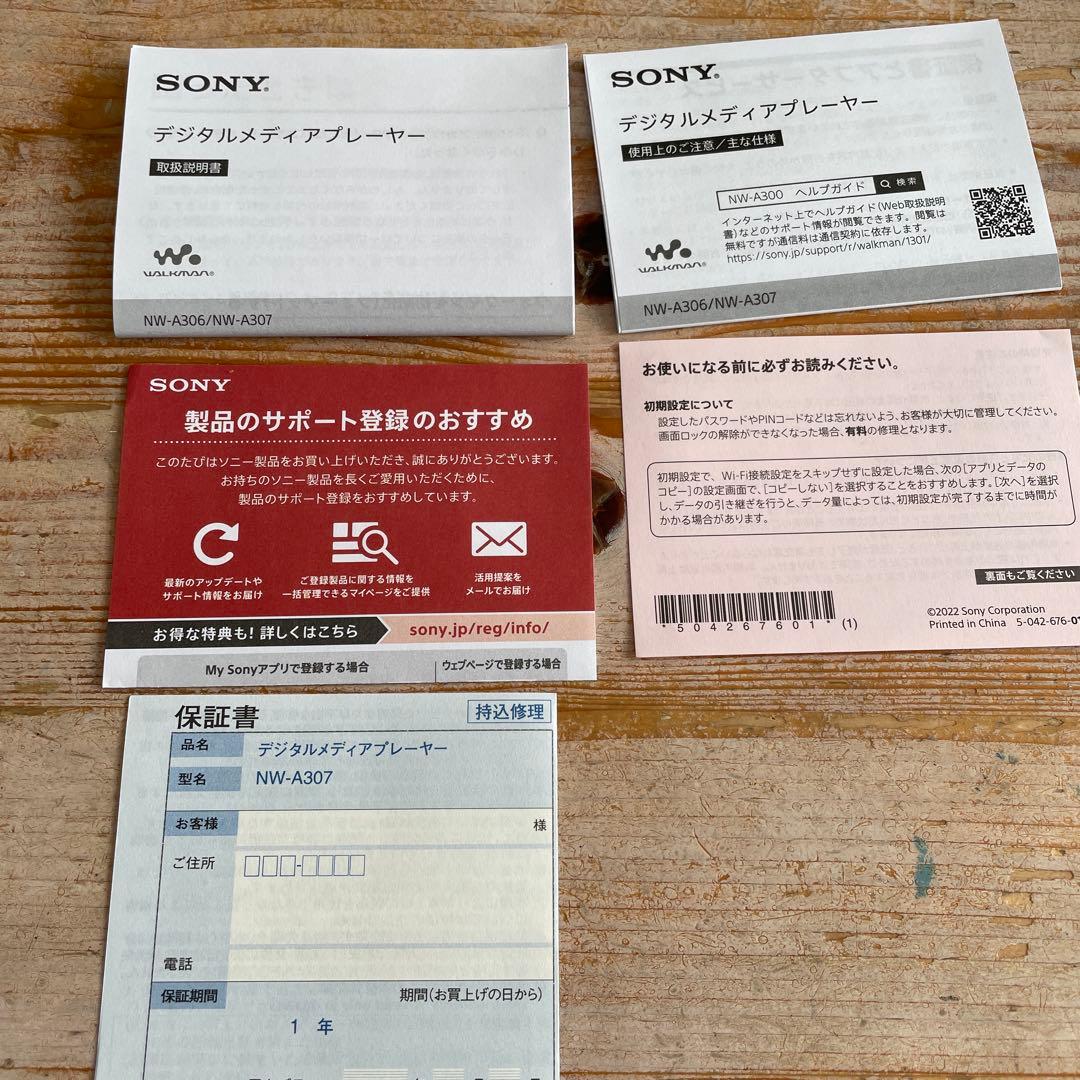 SONY®
デジタルメディアプレーヤー
取扱説明書
WALKMAN®
NW-A306/NW-A307
SONY®
デジタルメディアプレーヤー
使用上のご注意/主な仕様
NW-A300 ヘルプガイド 検索
インターネット上でヘルプガイド(Web取扱説明
書)などのサポート情報が閲覧できます。閲覧は
無料ですが通信料は通信契約に依存します。
https://sony.jp/support/r/walkman/1301/
WALKMAN®
NW-A306/NW-A307
SONY
製品のサポート登録のおすすめ
このたびはソニー製品をお買い上げいただき、誠にありがとうございます。
お持ちのソニー製品を長くご愛用いただくために、
製品のサポート登録をおすすめしています。
最新のアップデートや
サポート情報をお届け
ご登録製品に関する情報を
一括管理できるマイページをご提供
活用提案を
メールでお届け
お得な特典も!詳しくはこちら sony.jp/reg/info/
My Sonyアプリで登録する場合 ウェブページで登録する場合
お使いになる前に必ずお読みください。
初期設定について
設定したパスワードやPINコードなどは忘れないよう、お客様が大切に管理してください。
画面ロックの解除ができなくなった場合、有料の修理となります。
初期設定で、Wi-Fi接続設定をスキップせずに設定した場合、次の[アプリとデータの
コピー]の設定画面で、[コピーしない]を選択することをおすすめします。[次へ]を選択
し、データの引き継ぎを行うと、データ量によっては、初期設定が完了するまでに時間が
かかる場合があります。
裏面もご覧ください
*504267601* (1)
©2022 Sony Corporation
Printed in China 5-042-676-01
保証書 持込修理
品名 デジタルメディアプレーヤー
型名 NW-A307
お客様 様
ご住所
電話
保証期間 期間(お買上げの日から)
1 年